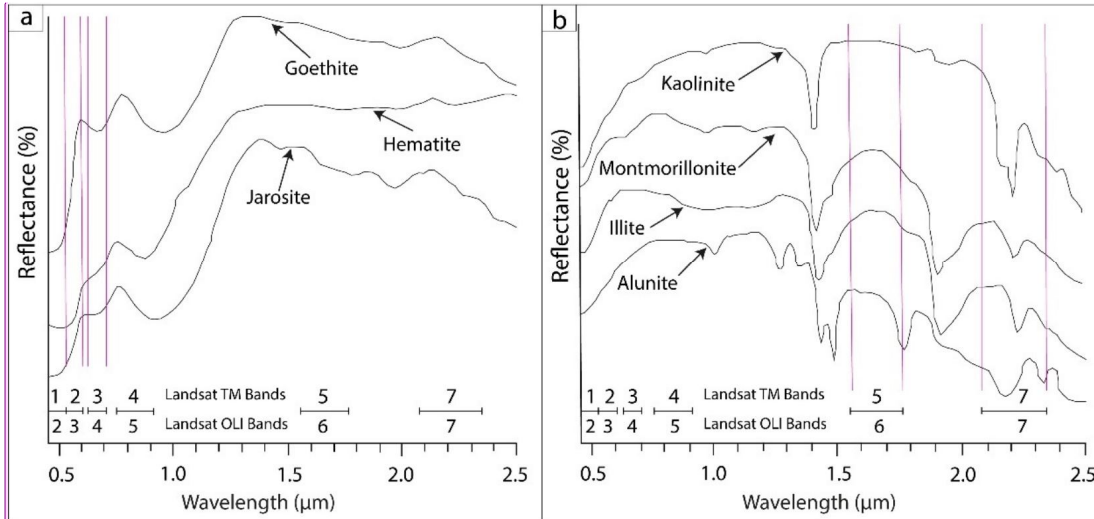 a
Goethite
Hematite
Jarosite
Reflectance (%)
1 2 3 4 Landsat TM Bands 5 7
2 3 4 5 Landsat OLI Bands 6 7
0.5 1.0 1.5 2.0 2.5
Wavelength (μm)
b
Kaolinite
Montmorillonite
Illite
Alunite
Reflectance (%)
1 2 3 4 Landsat TM Bands 5 7
2 3 4 5 Landsat OLI Bands 6 7
0.5 1.0 1.5 2.0 2.5
Wavelength (μm)